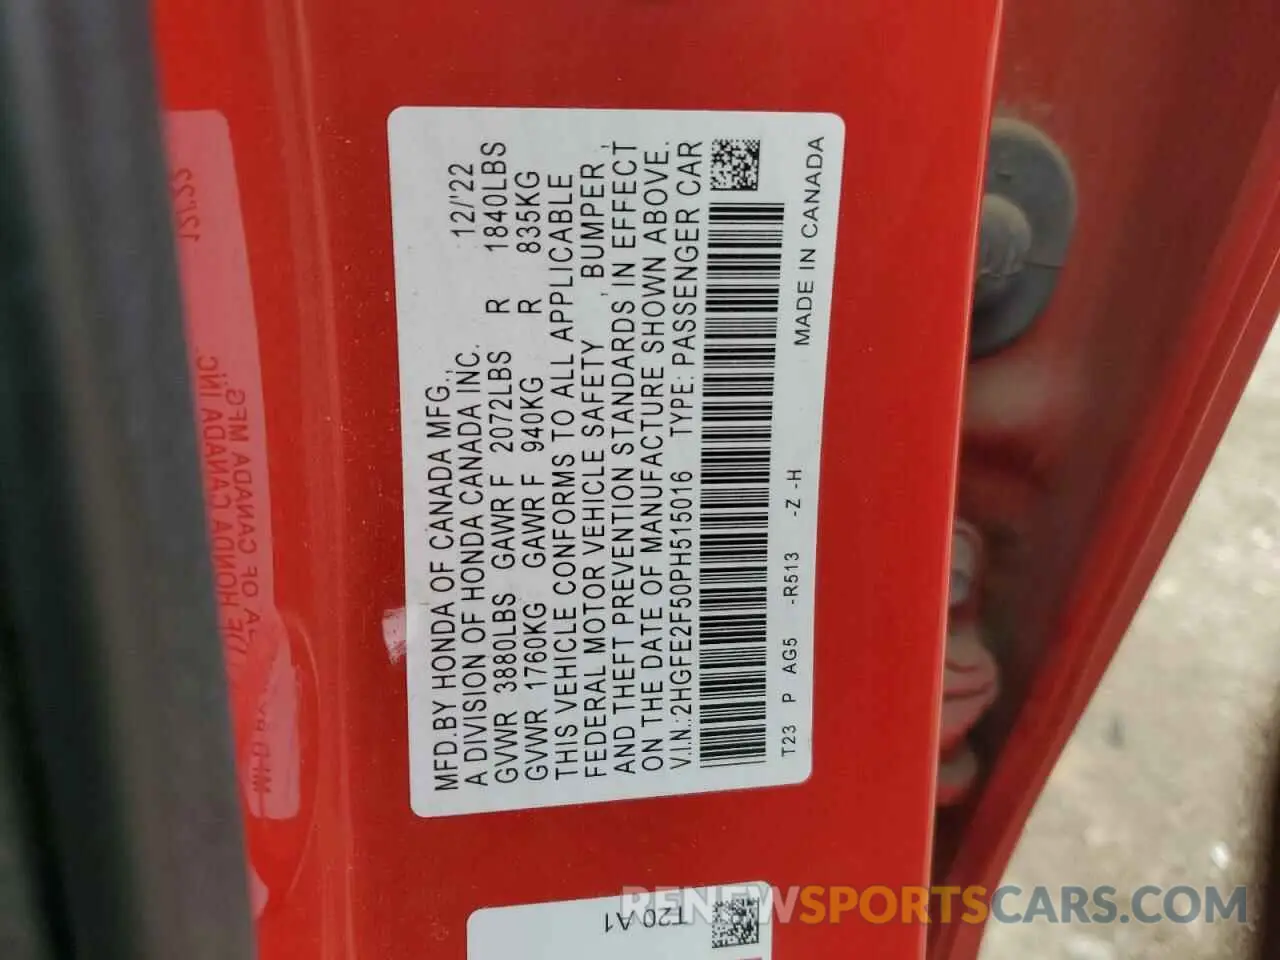 MFD.BY HONDA OF CANADA MFG.,
A DIVISION OF HONDA CANADA INC. 12/'22
GVWR 3880LBS GAWR F 2072LBS R 1840LBS
GVWR 1760KG GAWR F 940KG R 835KG
THIS VEHICLE CONFORMS TO ALL APPLICABLE
FEDERAL MOTOR VEHICLE SAFETY, BUMPER,
AND THEFT PREVENTION STANDARDS, IN EFFECT
ON THE DATE OF MANUFACTURE SHOWN ABOVE.
V.I.N.: 2HGFE2F50PH515016 TYPE: PASSENGER CAR
T23 P AG5 -R513 -Z -H MADE IN CANADA
T20 A1
RENEWSPORTSCARS.COM